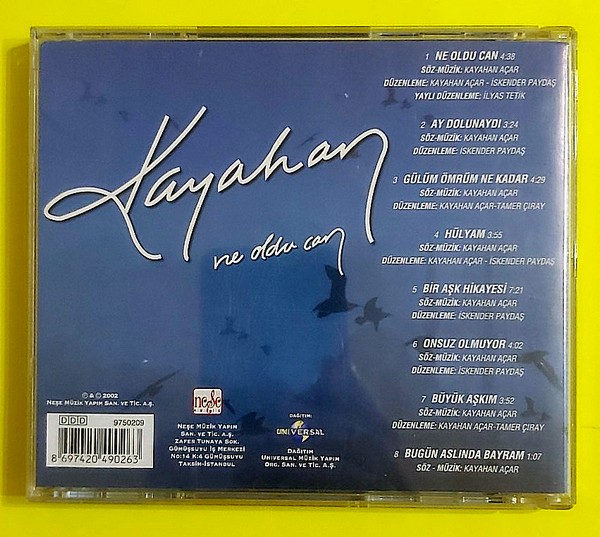 Kayahan
ne oldu can
1 NE OLDU CAN 4:38
SÖZ-MÜZİK: KAYAHAN AÇAR
DÜZENLEME: KAYAHAN AÇAR - İSKENDER PAYDAŞ
YAYLI DÜZENLEME: İLYAS TETİK
2 AY DOLUNAYDI 3:24
SÖZ-MÜZİK: KAYAHAN AÇAR
DÜZENLEME: İSKENDER PAYDAŞ
3 GÜLÜM ÖMRÜM NE KADAR 4:29
SÖZ-MÜZİK: KAYAHAN AÇAR
DÜZENLEME: KAYAHAN AÇAR-TAMER ÇIRAY
4 HÜLYAM 3:55
SÖZ-MÜZİK: KAYAHAN AÇAR
DÜZENLEME: KAYAHAN AÇAR - İSKENDER PAYDAŞ
5 BİR AŞK HİKAYESİ 7:21
SÖZ-MÜZİK: KAYAHAN AÇAR
DÜZENLEME: İSKENDER PAYDAŞ
6 ONSUZ OLMUYOR 4:02
SÖZ-MÜZİK: KAYAHAN AÇAR
DÜZENLEME: İSKENDER PAYDAŞ
7 BÜYÜK AŞKIM 3:52
SÖZ-MÜZİK: KAYAHAN AÇAR
DÜZENLEME: KAYAHAN AÇAR-TAMER ÇIRAY
8 BUGÜN ASLINDA BAYRAM 1:07
SÖZ - MÜZİK: KAYAHAN AÇAR
℗ & © 2002
NEŞE MÜZİK YAPIM SAN. VE TİC. A.Ş.
DDD 9750209
8 697420 490263
neşe
müzik
NEŞE MÜZİK YAPIM
SAN. VE TİC. A.Ş.
ZAFER TUNAYA SOK.
GÜMÜŞSUYU İŞ MERKEZİ
NO:14 K:4 GÜMÜŞSUYU
TAKSİM-İSTANBUL
DAĞITIM:
UNIVERSAL
DAĞITIM
UNIVERSAL MÜZİK YAPIM
ORG. SAN. VE TİC. A.Ş.